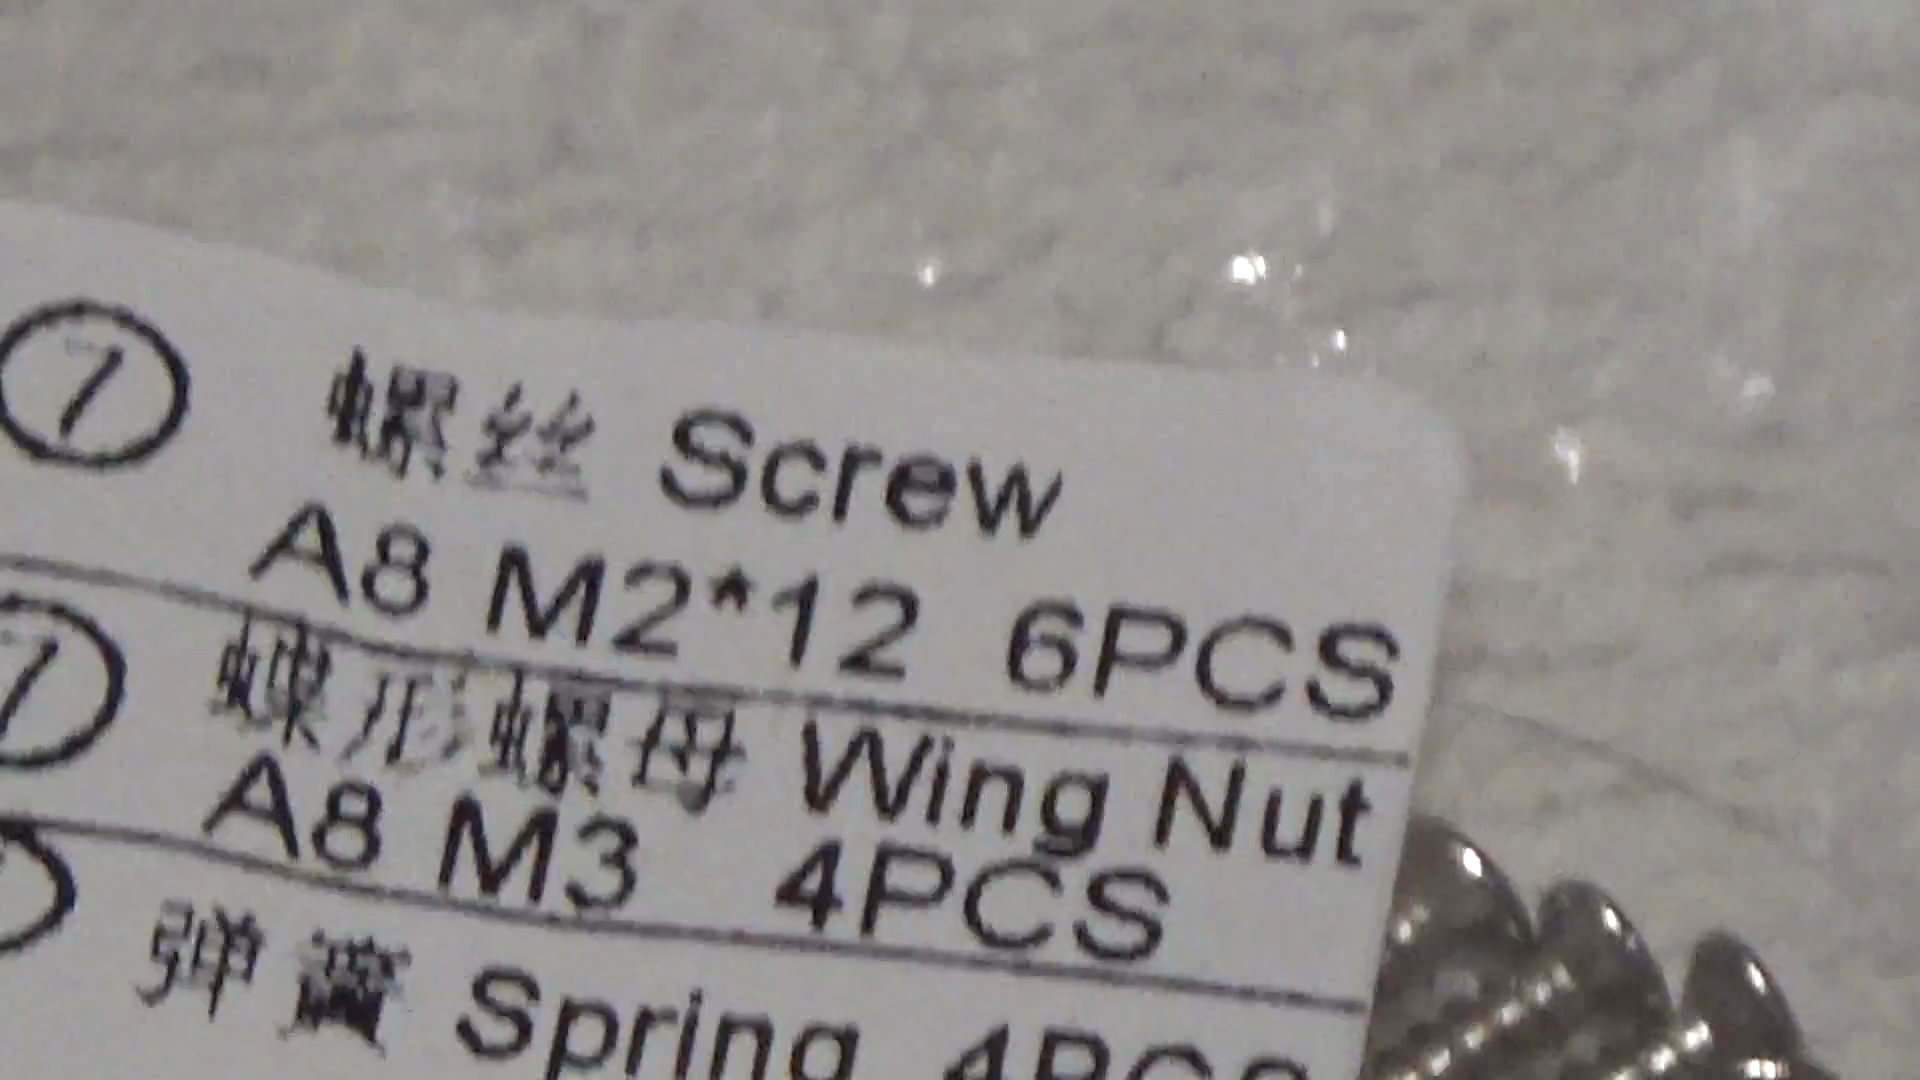 ⑦ 螺丝 Screw
A8 M2*12 6PCS
⑦ 蝶形螺母 Wing Nut
A8 M3 4PCS
弹簧 Spring 4PCS